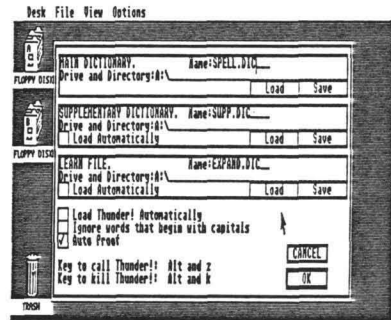 Desk File View Options
A
FLOPPY DISK
B
FLOPPY DISK
TRASH
MAIN DICTIONARY. Name:SPELL.DIC
Drive and Directory:A:\
Load Save
SUPPLEMENTARY DICTIONARY. Name:SUPP.DIC
Drive and Directory:A:\
Load Automatically Load Save
LEARN FILE. Name:EXPAND.DIC
Drive and Directory:A:\
Load Automatically Load Save
Load Thunder! Automatically
Ignore words that begin with capitals
Auto Proof
CANCEL
Key to call Thunder!: Alt and z
Key to kill Thunder!: Alt and k
OK